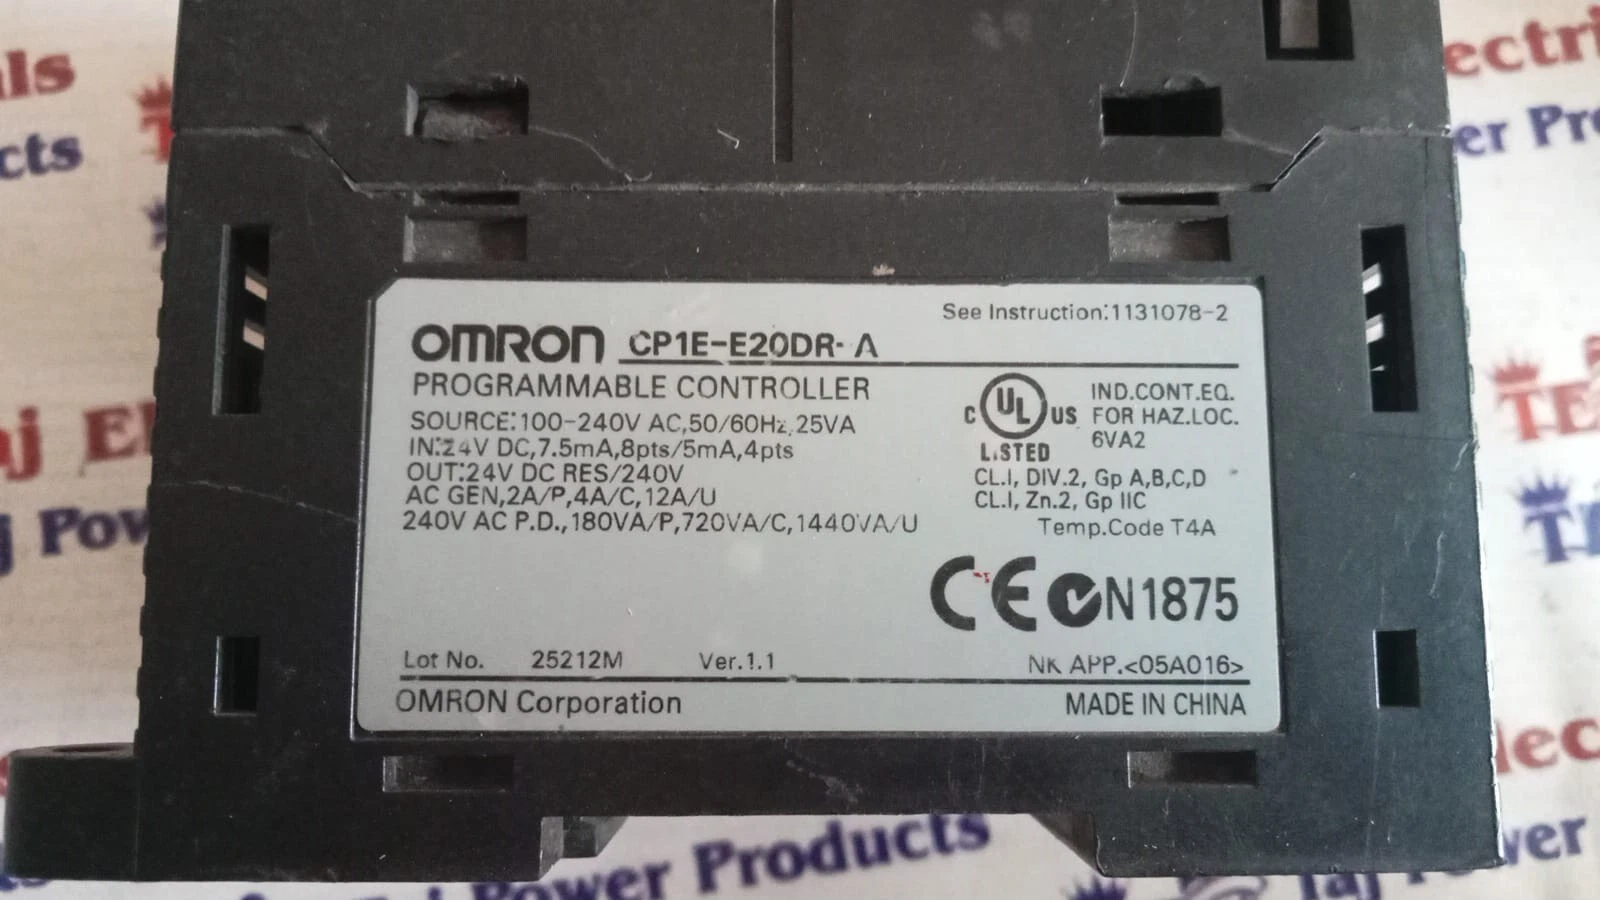 See Instruction:1131078-2
OMRON CP1E-E20DR-A
PROGRAMMABLE CONTROLLER
SOURCE:100-240V AC,50/60Hz,25VA
IN:24V DC,7.5mA,8pts/5mA,4pts
OUT:24V DC RES/240V
AC GEN,2A/P,4A/C,12A/U
240V AC P.D.,180VA/P,720VA/C,1440VA/U
C UL US
LISTED
IND.CONT.EQ.
FOR HAZ.LOC.
6VA2
CL.I, DIV.2, Gp A,B,C,D
CL.I, Zn.2, Gp IIC
Temp.Code T4A
CE N1875
Lot No. 25212M Ver.1.1 NK APP.<05A016>
OMRON Corporation MADE IN CHINA
Taj Power Products